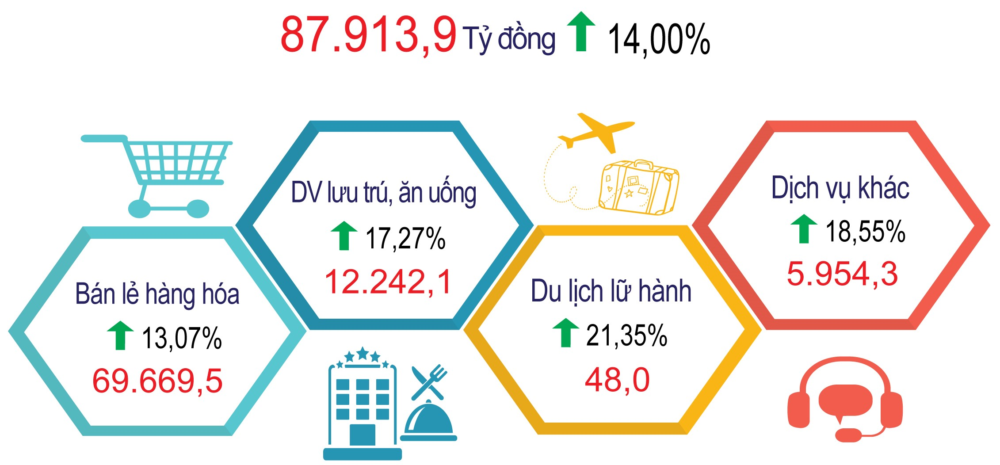 87.913,9 Tỷ đồng 14,00%
Bán lẻ hàng hóa
13,07%
69.669,5
DV lưu trú, ăn uống
17,27%
12.242,1
Du lịch lữ hành
21,35%
48,0
Dịch vụ khác
18,55%
5.954,3